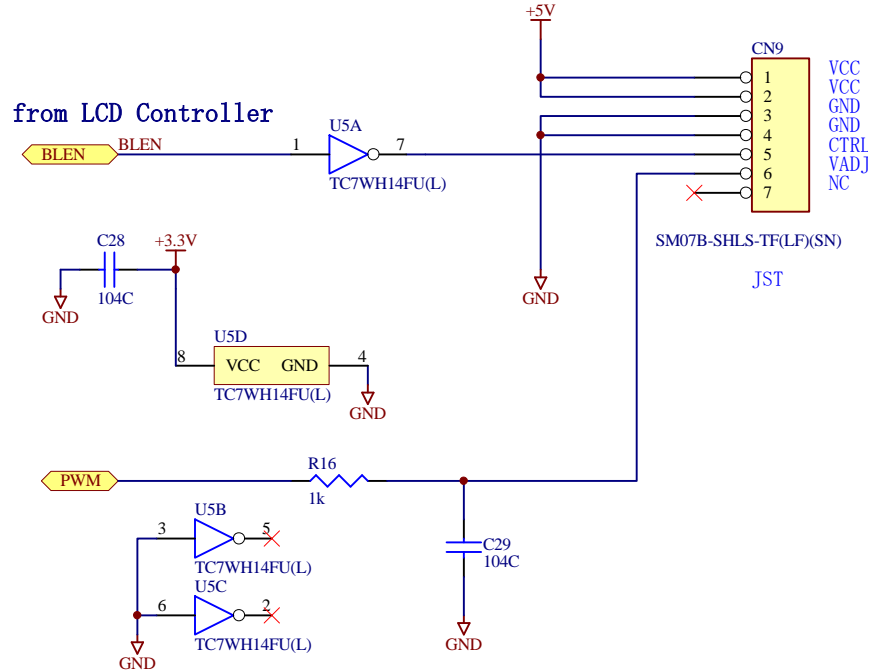 +5V
CN9
from LCD Controller
BLEN
BLEN
1
U5A
7
TC7WH14FU(L)
1
2
3
4
5
6
7
VCC
VCC
GND
GND
CTRL
VADJ
NC
SM07B-SHLS-TF(LF)(SN)
JST
GND
C28
104C
GND
+3.3V
U5D
8
VCC GND
4
TC7WH14FU(L)
GND
PWM
R16
1k
U5B
3
5
TC7WH14FU(L)
U5C
6
2
TC7WH14FU(L)
GND
C29
104C
GND